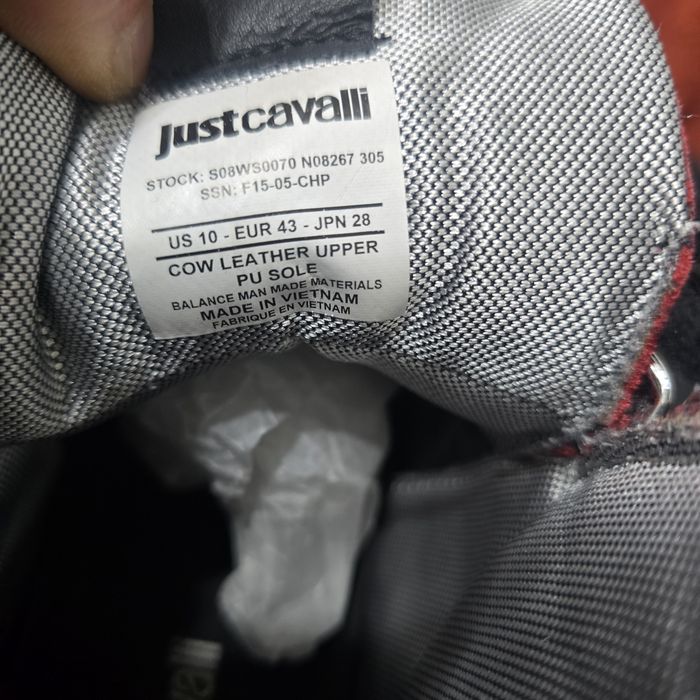 justcavalli
STOCK: S08WS0070 N08267 305
SSN: F15-05-CHP
US 10 - EUR 43 - JPN 28
COW LEATHER UPPER
PU SOLE
BALANCE MAN MADE MATERIALS
MADE IN VIETNAM
FABRIQUE EN VIETNAM